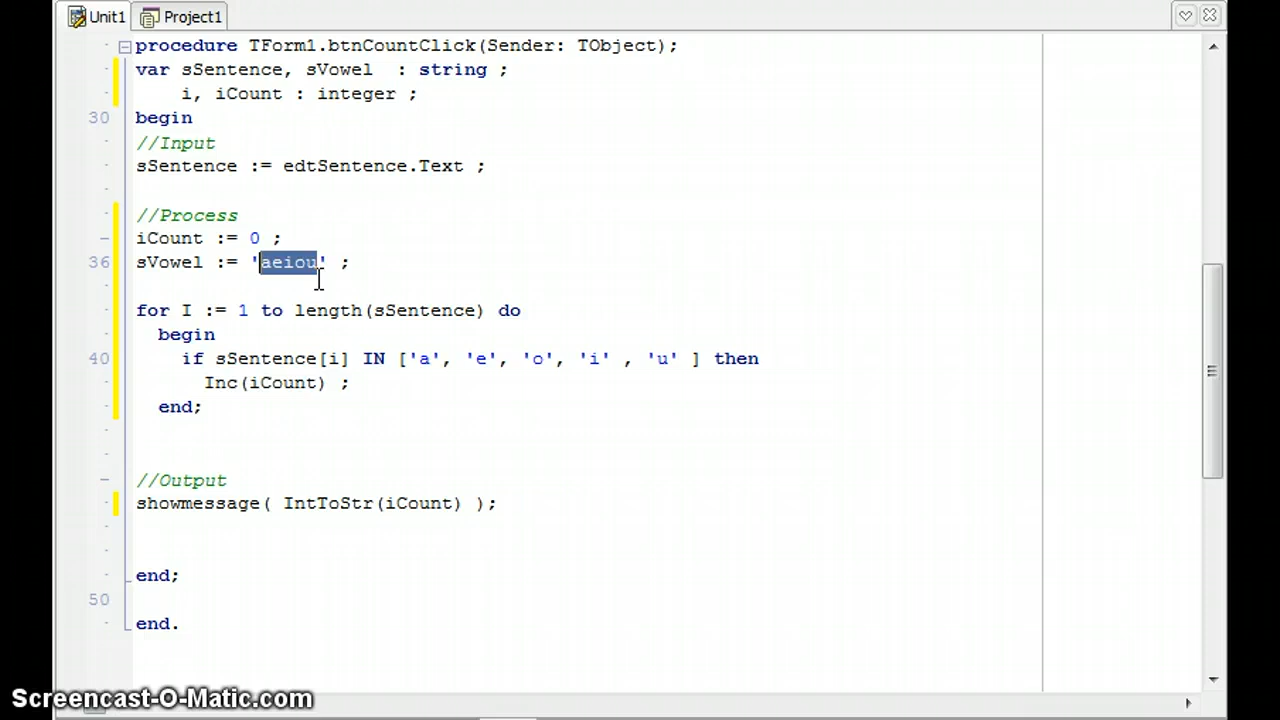 Unit1 Project1
procedure TForm1.btnCountClick(Sender: TObject);
var sSentence, sVowel : string ;
i, iCount : integer ;
30 begin
//Input
sSentence := edtSentence.Text ;
//Process
iCount := 0 ;
36 sVowel := 'aeiou' ;
for I := 1 to length(sSentence) do
begin
40 if sSentence[i] IN ['a', 'e', 'o', 'i' , 'u' ] then
Inc(iCount) ;
end;
//Output
showmessage( IntToStr(iCount) );
end;
50
end.
Screencast-O-Matic.com